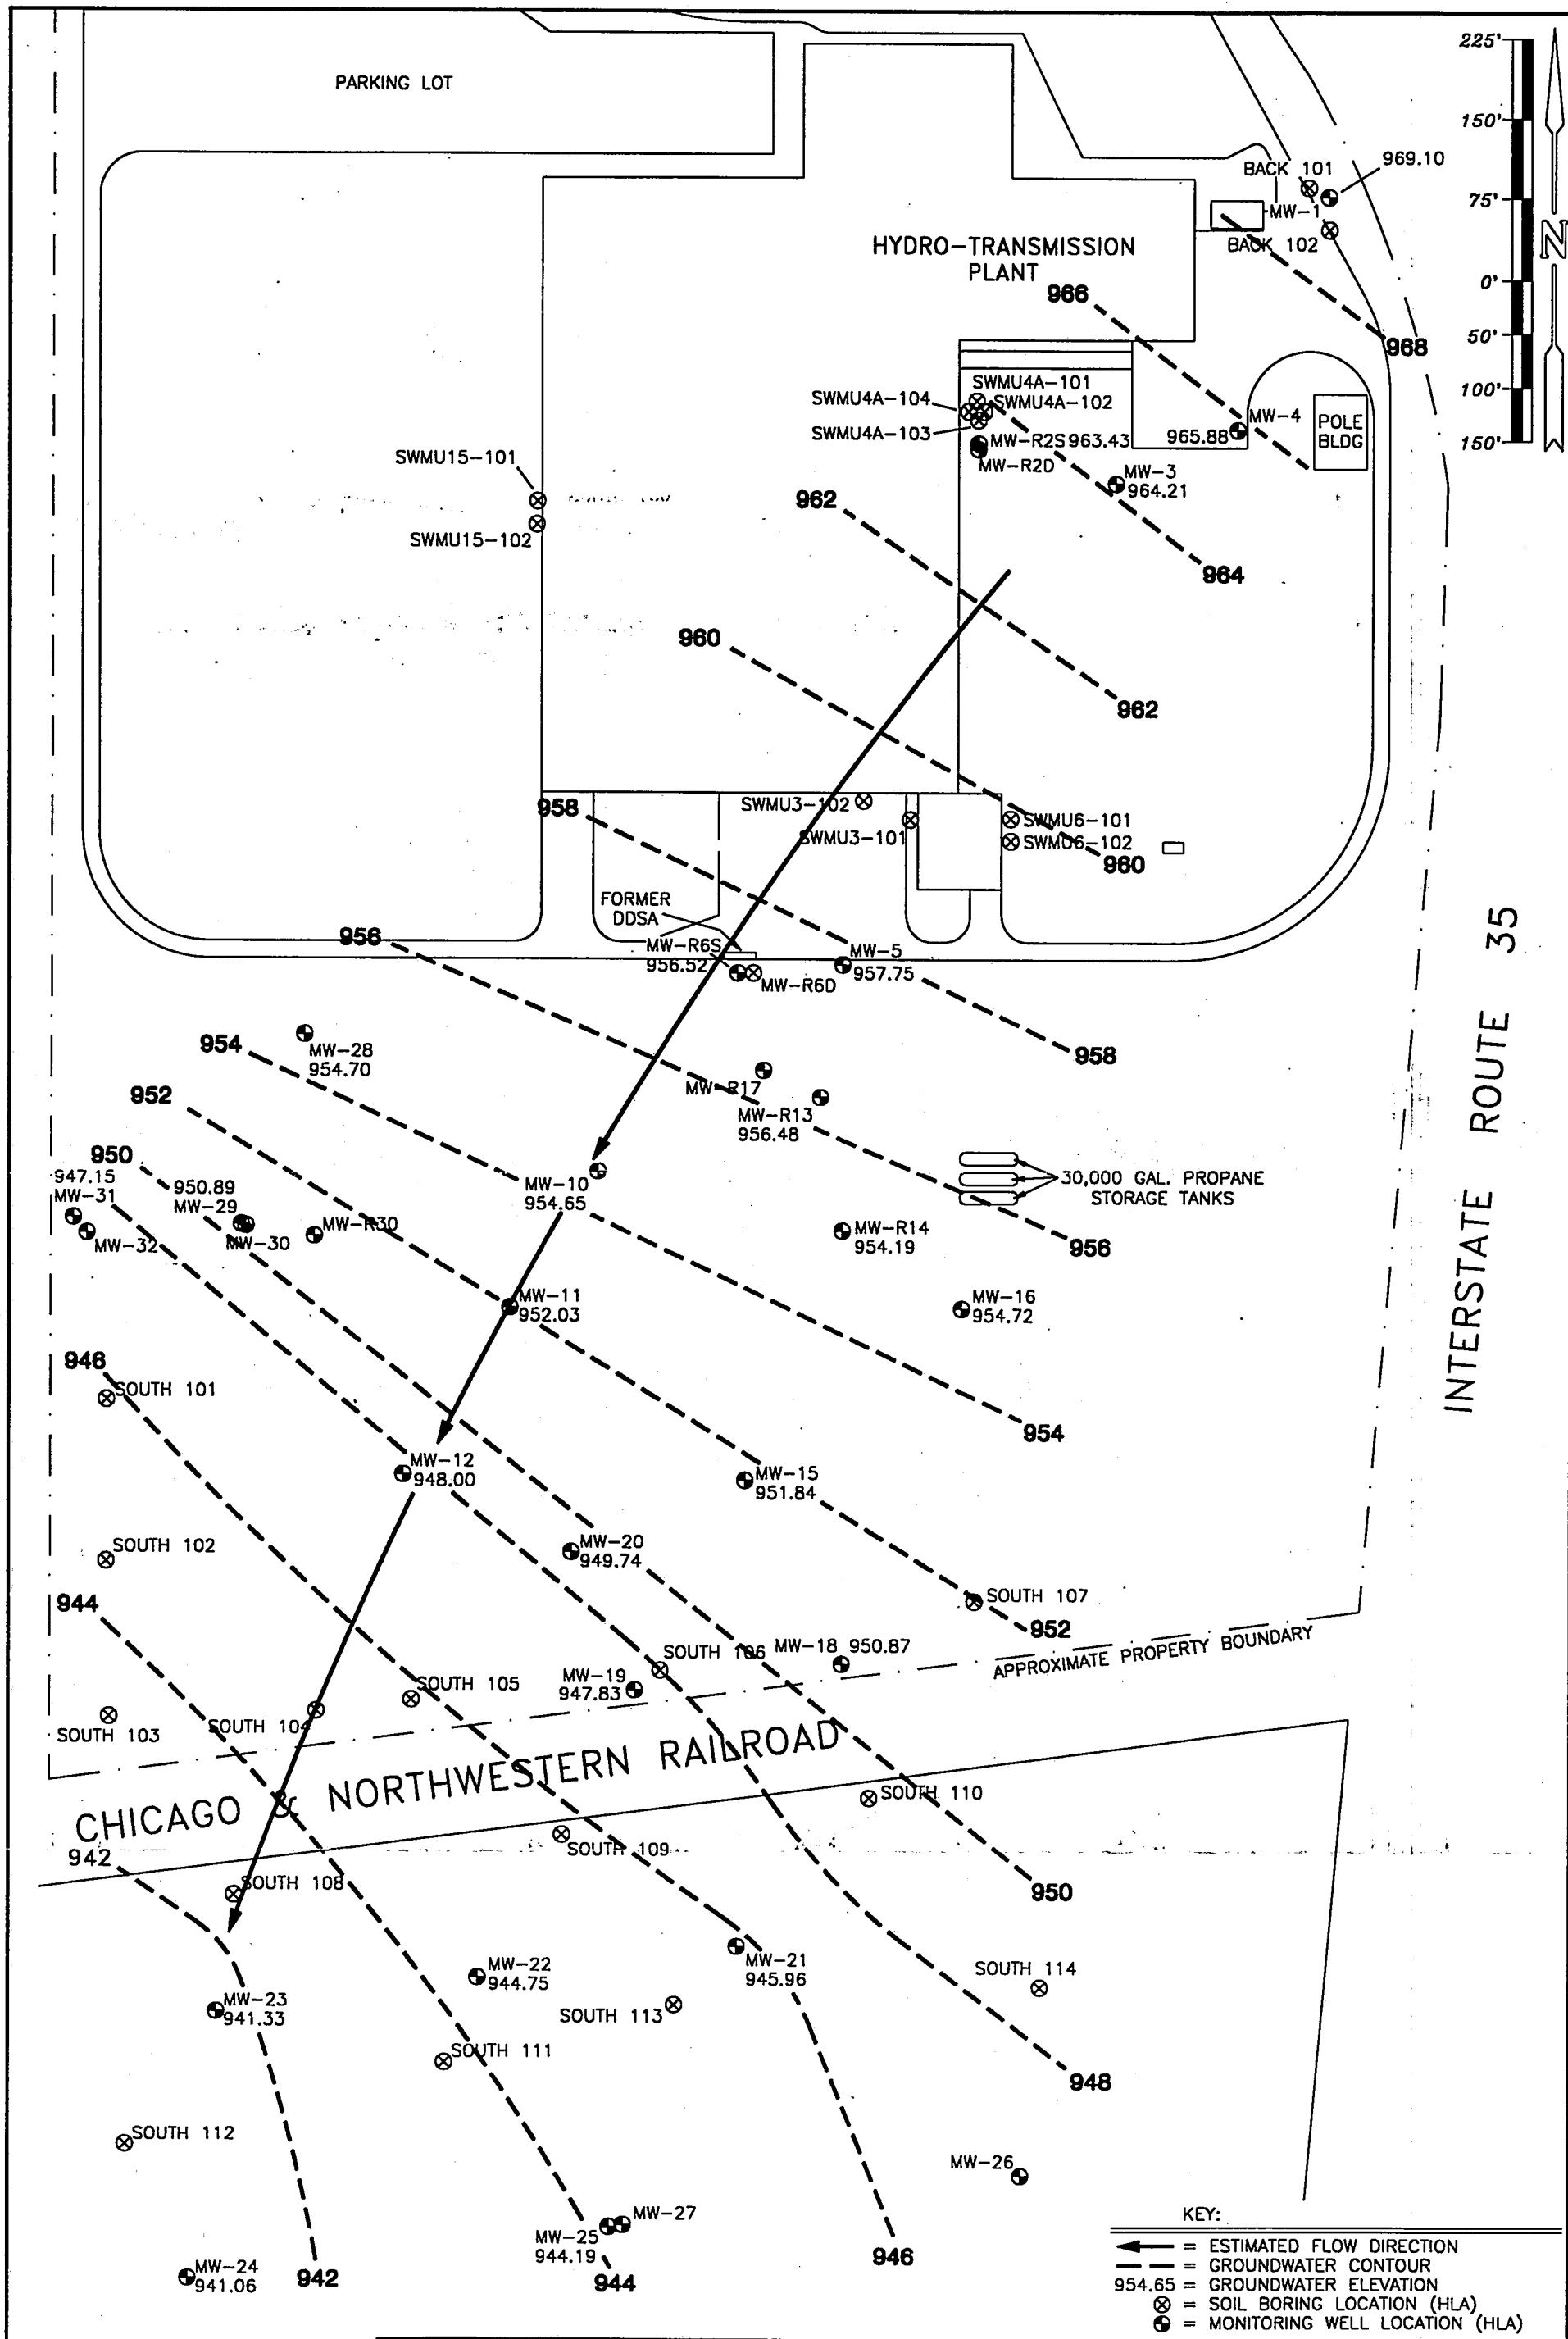 225'
PARKING LOT
150'
969.10
BACK 101
75'
MW-1
BACK 102
N
HYDRO-TRANSMISSION
PLANT
0'
966
50'
968
100'
SWMU4A-101
SWMU4A-104
SWMU4A-102
MW-4
POLE
BLDG
SWMU4A-103
965.88
150'
MW-R2S 963.43
MW-R2D
SWMU15-101
MW-3
964.21
962
SWMU15-102
964
960
962
958
SWMU3-102
SWMU6-101
SWMU3-101
SWMU6-102
960
FORMER
DDSA
956
MW-R6S
956.52
MW-5
957.75
MW-R6D
INTERSTATE ROUTE 35
954
MW-28
954.70
958
952
MW-R17
MW-R13
956.48
950
947.15
MW-31
950.89
MW-29
MW-10
954.65
30,000 GAL. PROPANE
STORAGE TANKS
MW-32
MW-30
MW-R30
MW-R14
954.19
956
MW-11
952.03
MW-16
954.72
946
SOUTH 101
954
MW-12
948.00
MW-15
951.84
SOUTH 102
MW-20
949.74
944
SOUTH 107
952
SOUTH 106
MW-18 950.87
APPROXIMATE PROPERTY BOUNDARY
MW-19
947.83
SOUTH 105
SOUTH 103
SOUTH 104
CHICAGO & NORTHWESTERN RAILROAD
SOUTH 110
942
SOUTH 109
SOUTH 108
950
MW-22
944.75
MW-21
945.96
SOUTH 114
MW-23
941.33
SOUTH 113
SOUTH 111
948
SOUTH 112
MW-26
MW-27
MW-25
944.19
946
MW-24
941.06
942
944
KEY:
= ESTIMATED FLOW DIRECTION
= GROUNDWATER CONTOUR
954.65 = GROUNDWATER ELEVATION
= SOIL BORING LOCATION (HLA)
= MONITORING WELL LOCATION (HLA)